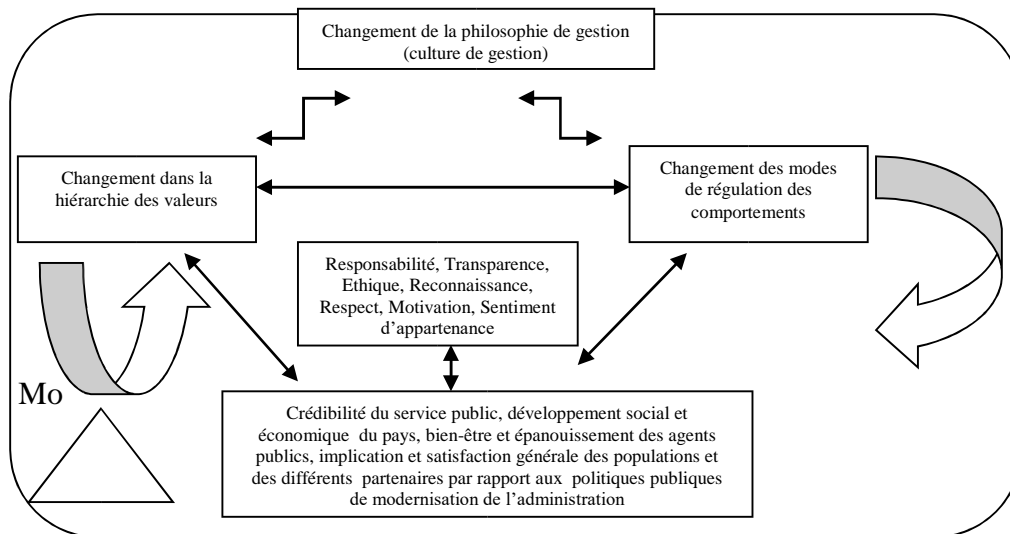 Changement de la philosophie de gestion
(culture de gestion)
Changement dans la
hiérarchie des valeurs
Changement des modes
de régulation des
comportements
Responsabilité, Transparence,
Ethique, Reconnaissance,
Respect, Motivation, Sentiment
d’appartenance
Mo
Crédibilité du service public, développement social et
économique du pays, bien-être et épanouissement des agents
publics, implication et satisfaction générale des populations et
des différents partenaires par rapport aux politiques publiques
de modernisation de l’administration